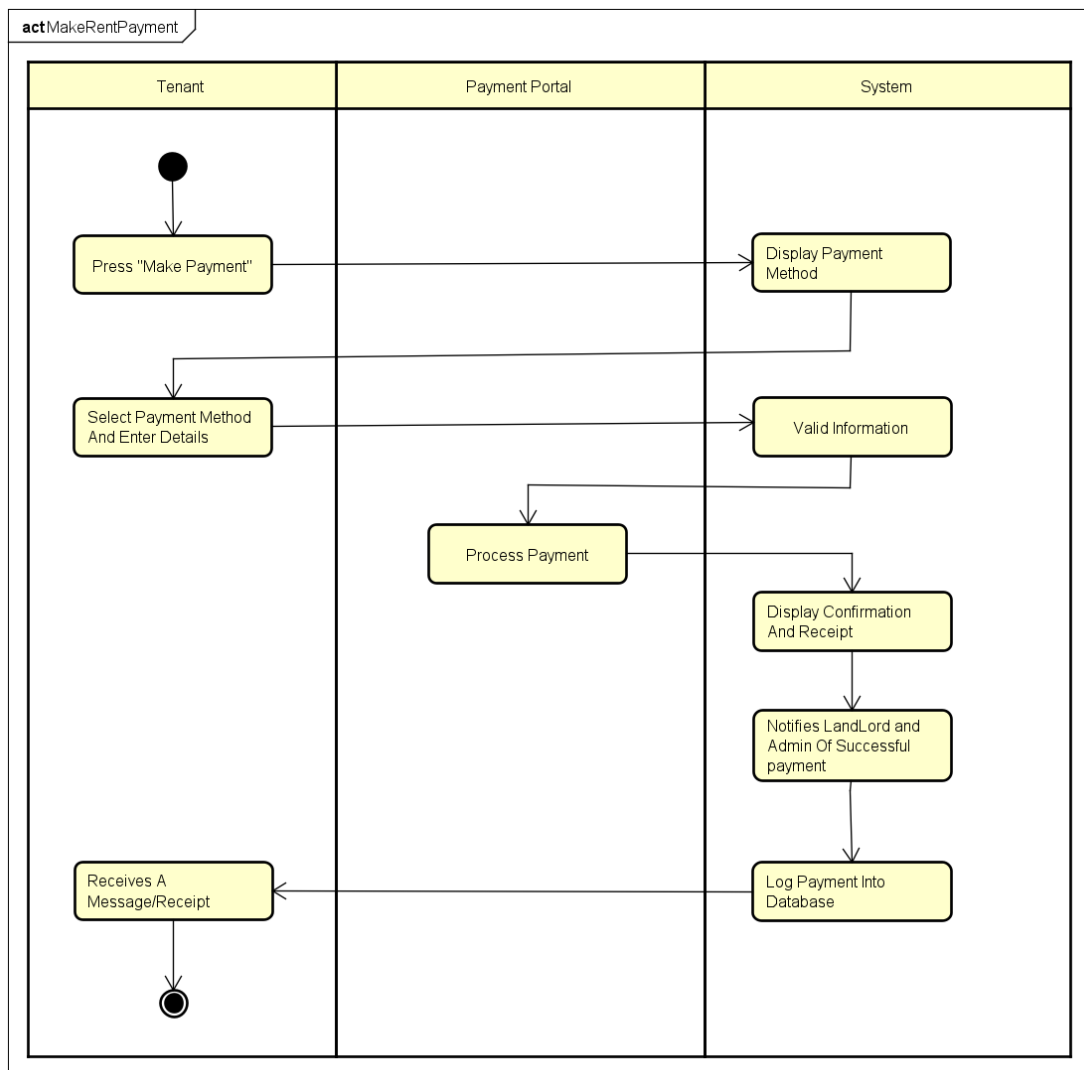 act MakeRentPayment
Tenant
Payment Portal
System
Press "Make Payment"
Display Payment
Method
Select Payment Method
And Enter Details
Valid Information
Process Payment
Display Confirmation
And Receipt
Notifies LandLord and
Admin Of Successful
payment
Receives A
Message/Receipt
Log Payment Into
Database